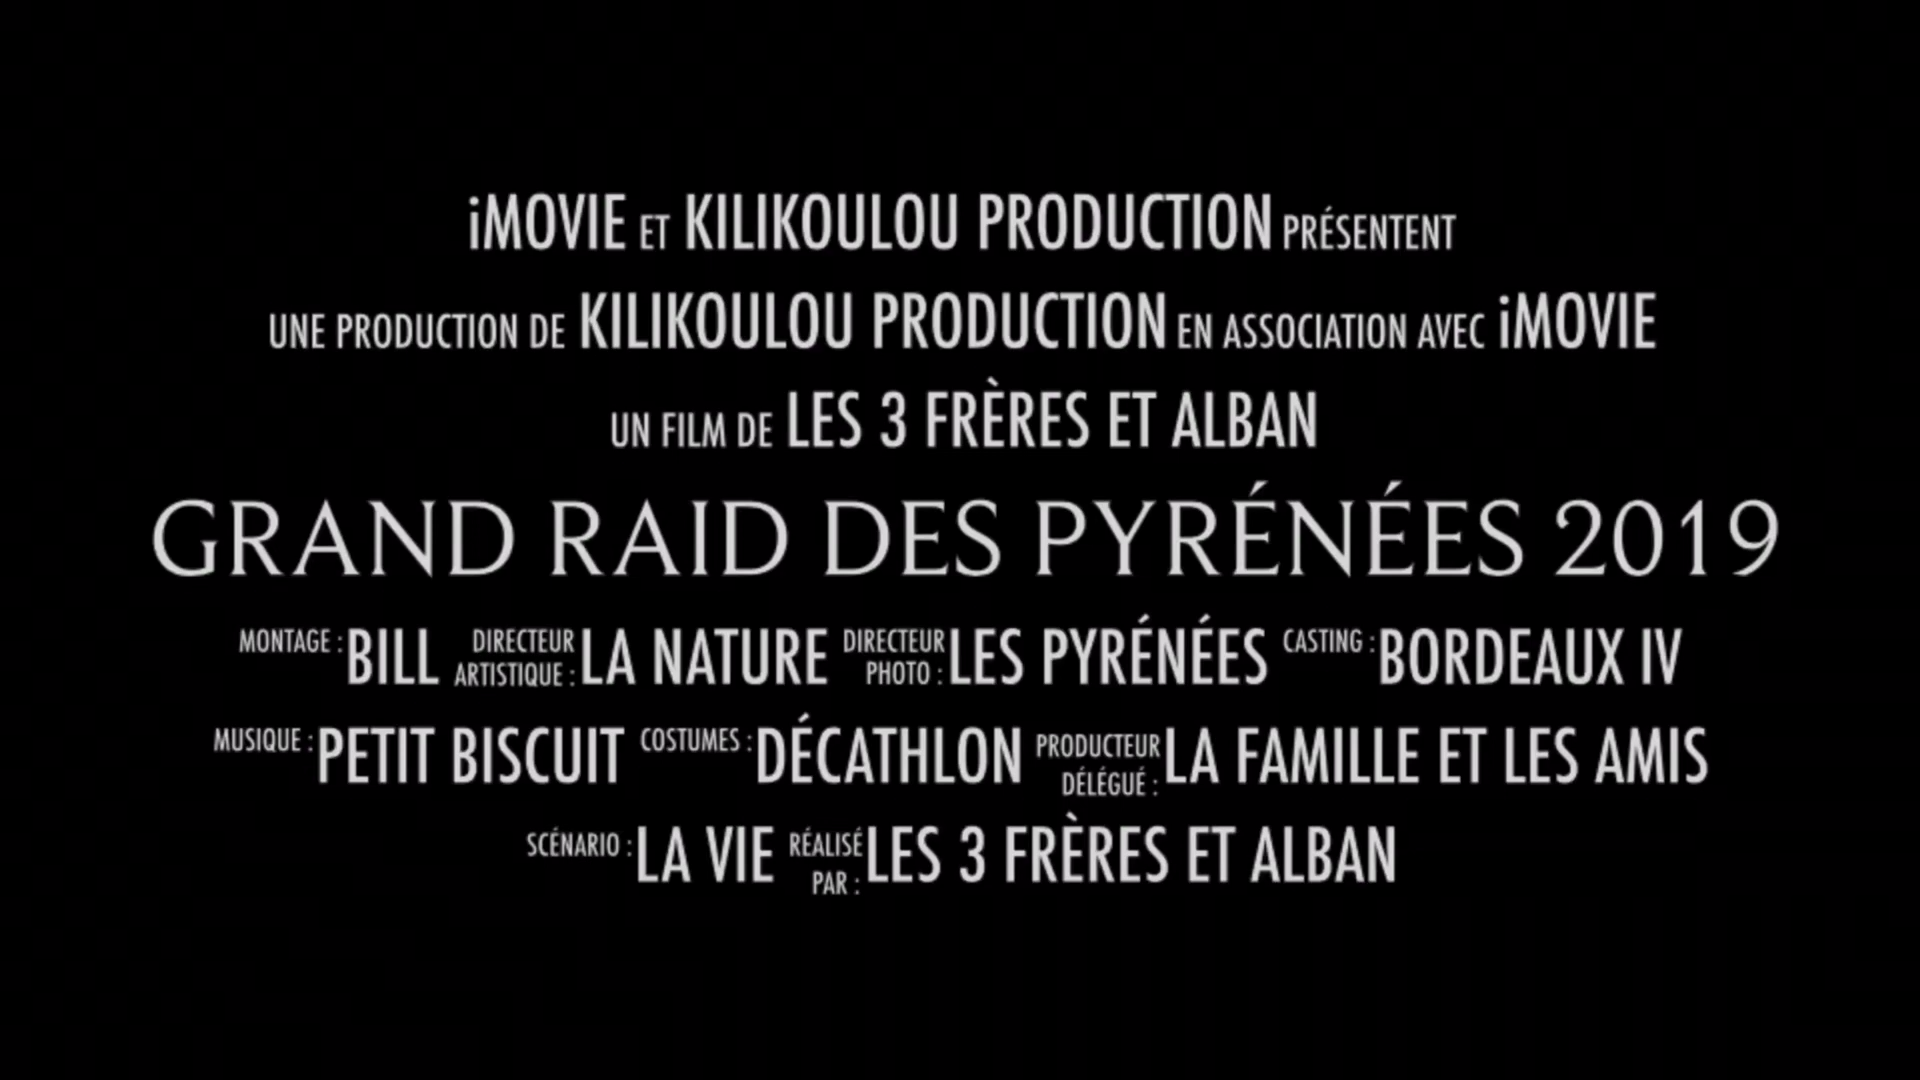 iMOVIE ET KILIKOULOU PRODUCTION PRÉSENTENT
UNE PRODUCTION DE KILIKOULOU PRODUCTION EN ASSOCIATION AVEC iMOVIE
UN FILM DE LES 3 FRÈRES ET ALBAN
GRAND RAID DES PYRÉNÉES 2019
MONTAGE : BILL DIRECTEUR ARTISTIQUE : LA NATURE DIRECTEUR PHOTO : LES PYRÉNÉES CASTING : BORDEAUX IV
MUSIQUE : PETIT BISCUIT COSTUMES : DÉCATHLON PRODUCTEUR DÉLÉGUÉ : LA FAMILLE ET LES AMIS
SCÉNARIO : LA VIE RÉALISÉ PAR : LES 3 FRÈRES ET ALBAN